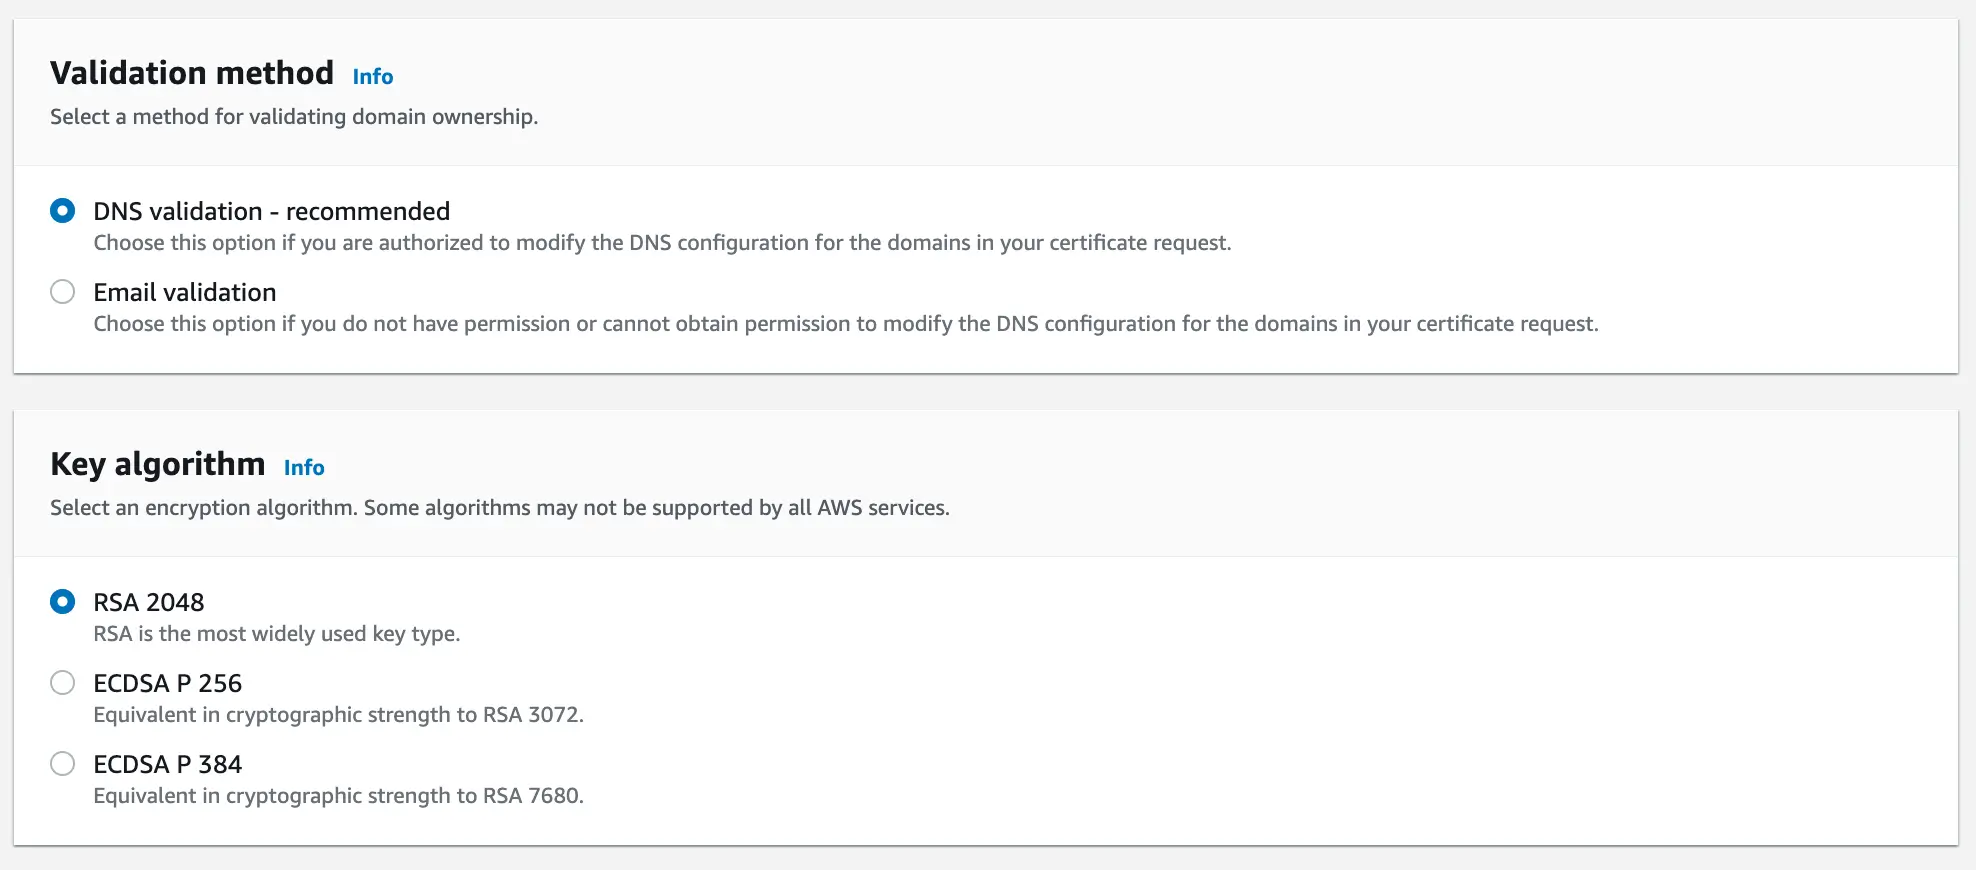 Validation method Info
Select a method for validating domain ownership.
DNS validation - recommended
Choose this option if you are authorized to modify the DNS configuration for the domains in your certificate request.
Email validation
Choose this option if you do not have permission or cannot obtain permission to modify the DNS configuration for the domains in your certificate request.
Key algorithm Info
Select an encryption algorithm. Some algorithms may not be supported by all AWS services.
RSA 2048
RSA is the most widely used key type.
ECDSA P 256
Equivalent in cryptographic strength to RSA 3072.
ECDSA P 384
Equivalent in cryptographic strength to RSA 7680.